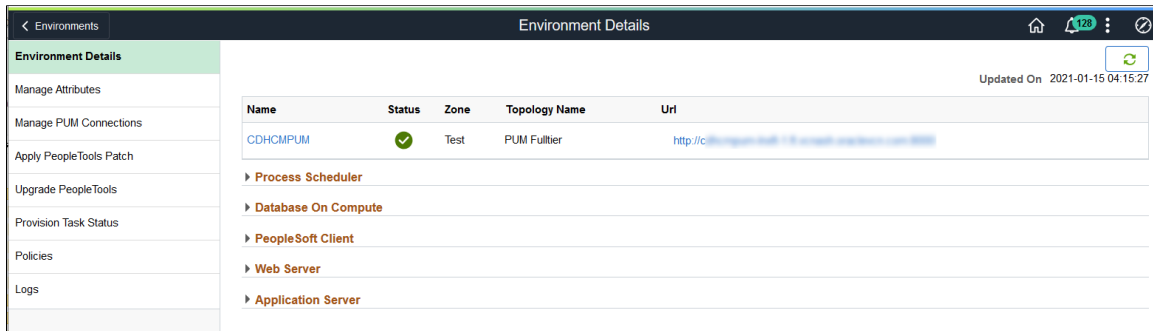 Environments
Environment Details
128
Environment Details
Manage Attributes
Manage PUM Connections
Apply PeopleTools Patch
Upgrade PeopleTools
Provision Task Status
Policies
Logs
Updated On 2021-01-15 04:15:27
Name Status Zone Topology Name Url
CDHCMPUM Test PUM Fulltier http://c
Process Scheduler
Database On Compute
PeopleSoft Client
Web Server
Application Server